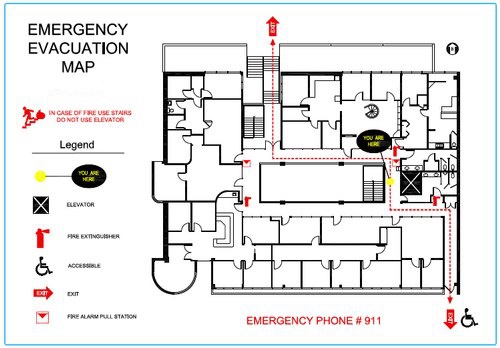 EMERGENCY
EVACUATION
MAP
IN CASE OF FIRE USE STAIRS
DO NOT USE ELEVATOR
Legend
YOU ARE
HERE
ELEVATOR
FIRE EXTINGUISHER
ACCESSIBLE
EXIT
EXIT
FIRE ALARM PULL STATION
EXIT
YOU ARE
HERE
EXIT
EMERGENCY PHONE # 911